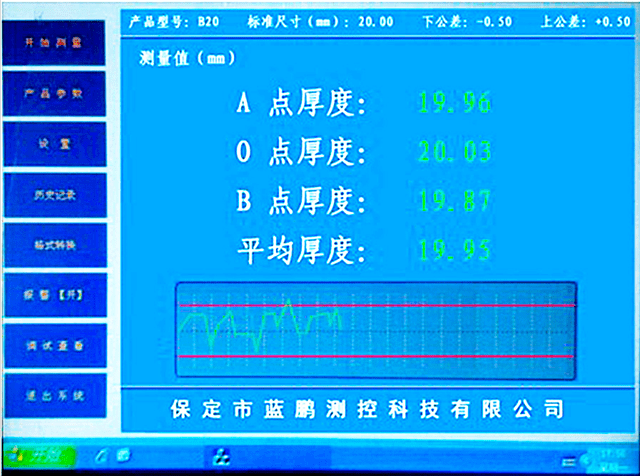 产品型号: B20 标准尺寸(mm): 20.00 下公差: -0.50 上公差: +0.50
测量值(mm)
A 点厚度: 19.96
O 点厚度: 20.03
B 点厚度: 19.87
平均厚度: 19.95
开始测量
产品参数
设置
历史记录
格式转换
报警【开】
调试查看
退出系统
保定市蓝鹏测控科技有限公司
开始